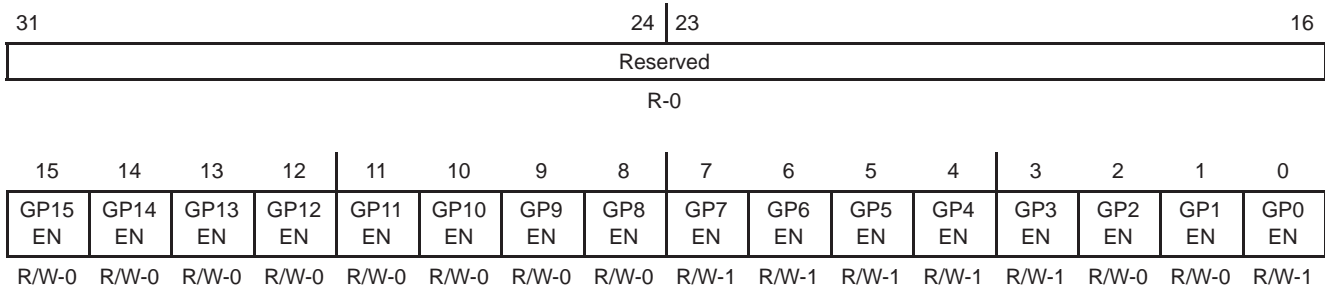 31 24 23 16
Reserved
R-0
15 14 13 12 11 10 9 8 7 6 5 4 3 2 1 0
GP15 GP14 GP13 GP12 GP11 GP10 GP9 GP8 GP7 GP6 GP5 GP4 GP3 GP2 GP1 GP0
EN EN EN EN EN EN EN EN EN EN EN EN EN EN EN EN
R/W-0 R/W-0 R/W-0 R/W-0 R/W-0 R/W-0 R/W-0 R/W-0 R/W-1 R/W-1 R/W-1 R/W-1 R/W-1 R/W-0 R/W-0 R/W-1